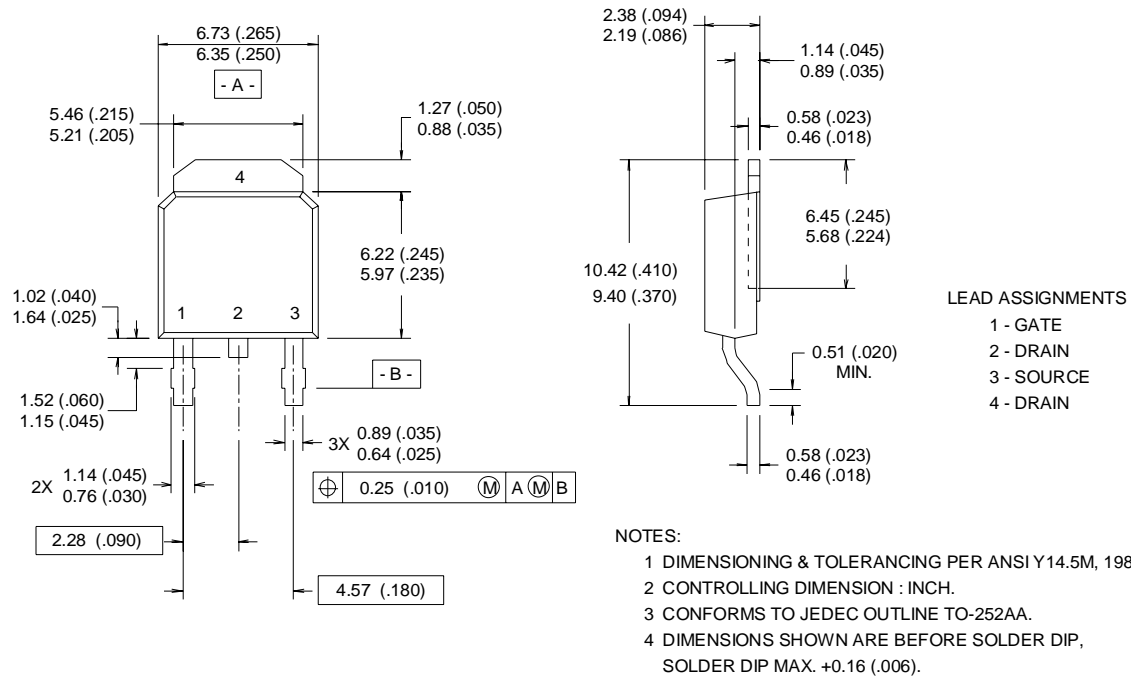 6.73 (.265)
6.35 (.250)
- A -
5.46 (.215)
5.21 (.205)
1.27 (.050)
0.88 (.035)
4
6.22 (.245)
5.97 (.235)
1.02 (.040)
1.64 (.025)
1 2 3
- B -
1.52 (.060)
1.15 (.045)
3X 0.89 (.035)
0.64 (.025)
2X 1.14 (.045)
0.76 (.030)
⌖ 0.25 (.010) Ⓜ A Ⓜ B
2.28 (.090)
4.57 (.180)
2.38 (.094)
2.19 (.086)
1.14 (.045)
0.89 (.035)
0.58 (.023)
0.46 (.018)
6.45 (.245)
5.68 (.224)
10.42 (.410)
9.40 (.370)
0.51 (.020)
MIN.
0.58 (.023)
0.46 (.018)
LEAD ASSIGNMENTS
1 - GATE
2 - DRAIN
3 - SOURCE
4 - DRAIN
NOTES:
1 DIMENSIONING & TOLERANCING PER ANSI Y14.5M, 198
2 CONTROLLING DIMENSION : INCH.
3 CONFORMS TO JEDEC OUTLINE TO-252AA.
4 DIMENSIONS SHOWN ARE BEFORE SOLDER DIP,
SOLDER DIP MAX. +0.16 (.006).